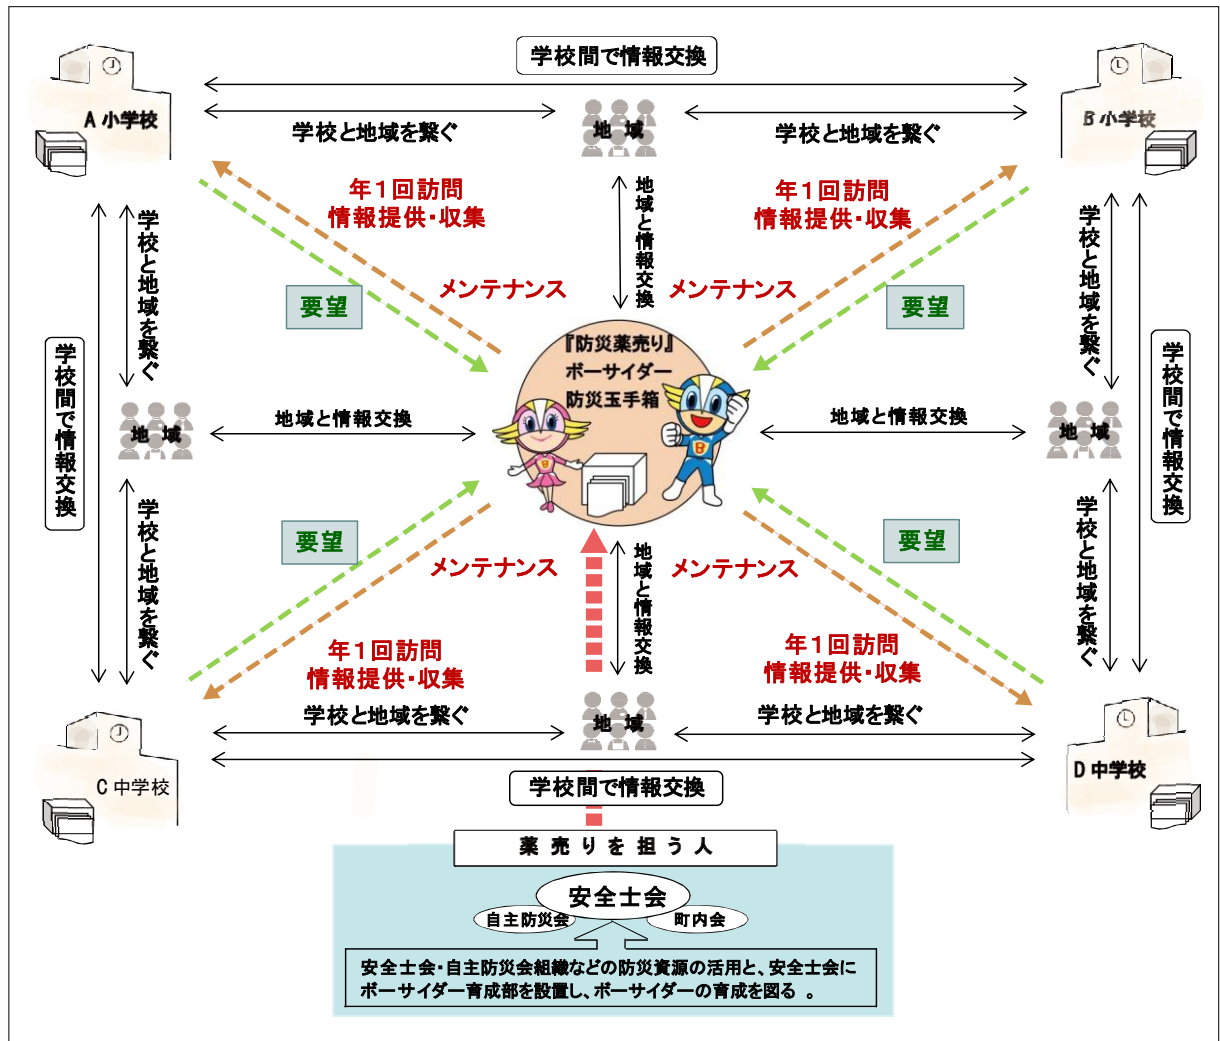 学校間で情報交換
A 小学校
学校と地域を繋ぐ
地 域
学校と地域を繋ぐ
B 小学校
年1回訪問
情報提供・収集
地域と情報交換
年1回訪問
情報提供・収集
学校と地域を繋ぐ
学校と地域を繋ぐ
メンテナンス
メンテナンス
要望
要望
学校間で情報交換
学校間で情報交換
『防災薬売り』
ボーサイダー
防災玉手箱
地 域
地域と情報交換
地域と情報交換
地 域
B
B
学校と地域を繋ぐ
学校と地域を繋ぐ
要望
要望
メンテナンス
地域と情報交換
メンテナンス
年1回訪問
情報提供・収集
年1回訪問
情報提供・収集
学校と地域を繋ぐ
地 域
学校と地域を繋ぐ
C 中学校
D 中学校
学校間で情報交換
薬 売 り を 担 う 人
安全士会
自主防災会
町内会
安全士会・自主防災会組織などの防災資源の活用と、安全士会に
ボーサイダー育成部を設置し、ボーサイダーの育成を図る 。